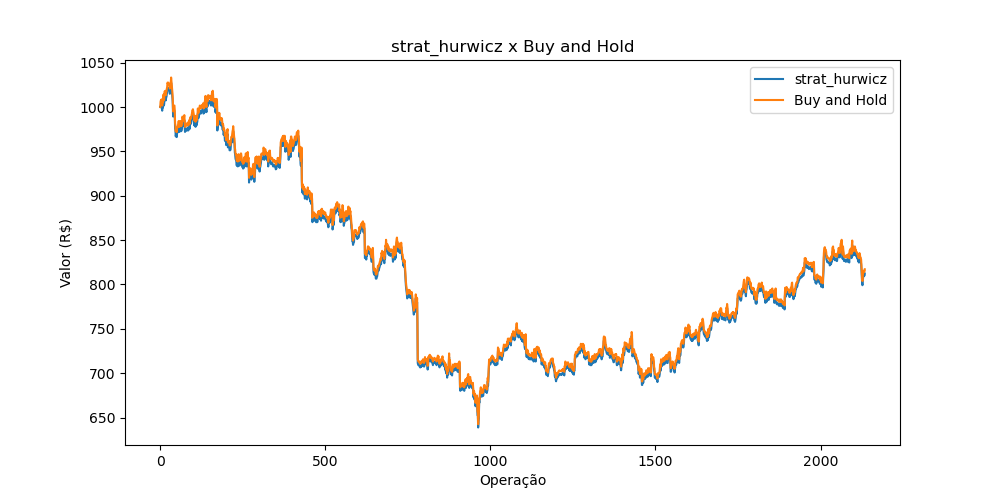 strat_hurwicz x Buy and Hold
strat_hurwicz
Buy and Hold
1050
1000
950
900
850
800
750
700
650
Valor (R$)
0
500
1000
1500
2000
Operação